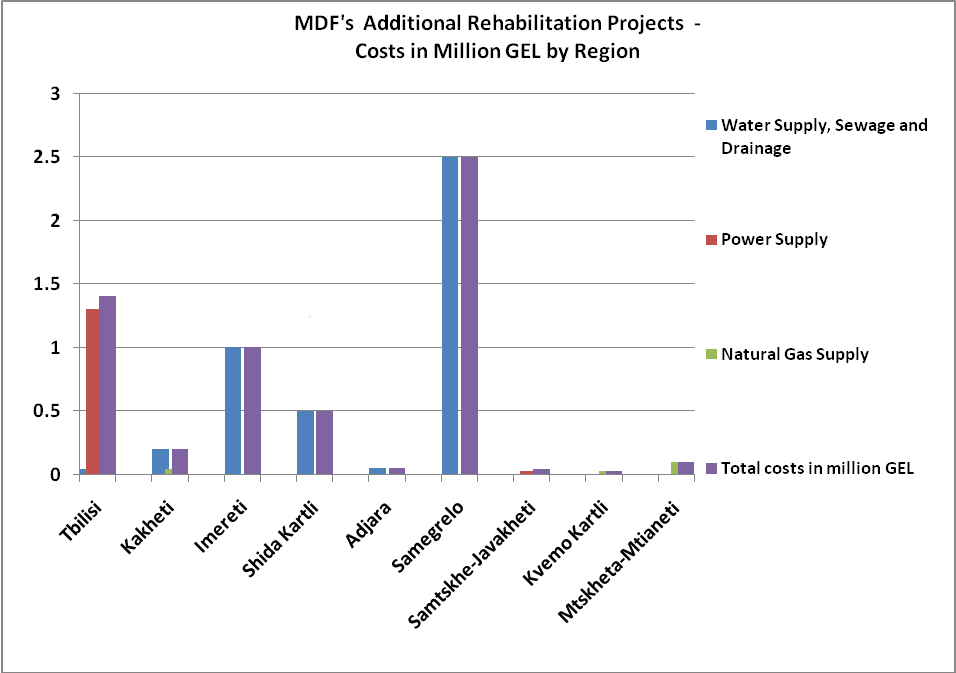 MDF's Additional Rehabilitation Projects -
Costs in Million GEL by Region
3
2.5
2
1.5
1
0.5
0
Tbilisi
Kakheti
Imereti
Shida Kartli
Adjara
Samegrelo
Samtskhe-Javakheti
Kvemo Kartli
Mtskheta-Mtianeti
Water Supply, Sewage and
Drainage
Power Supply
Natural Gas Supply
Total costs in million GEL